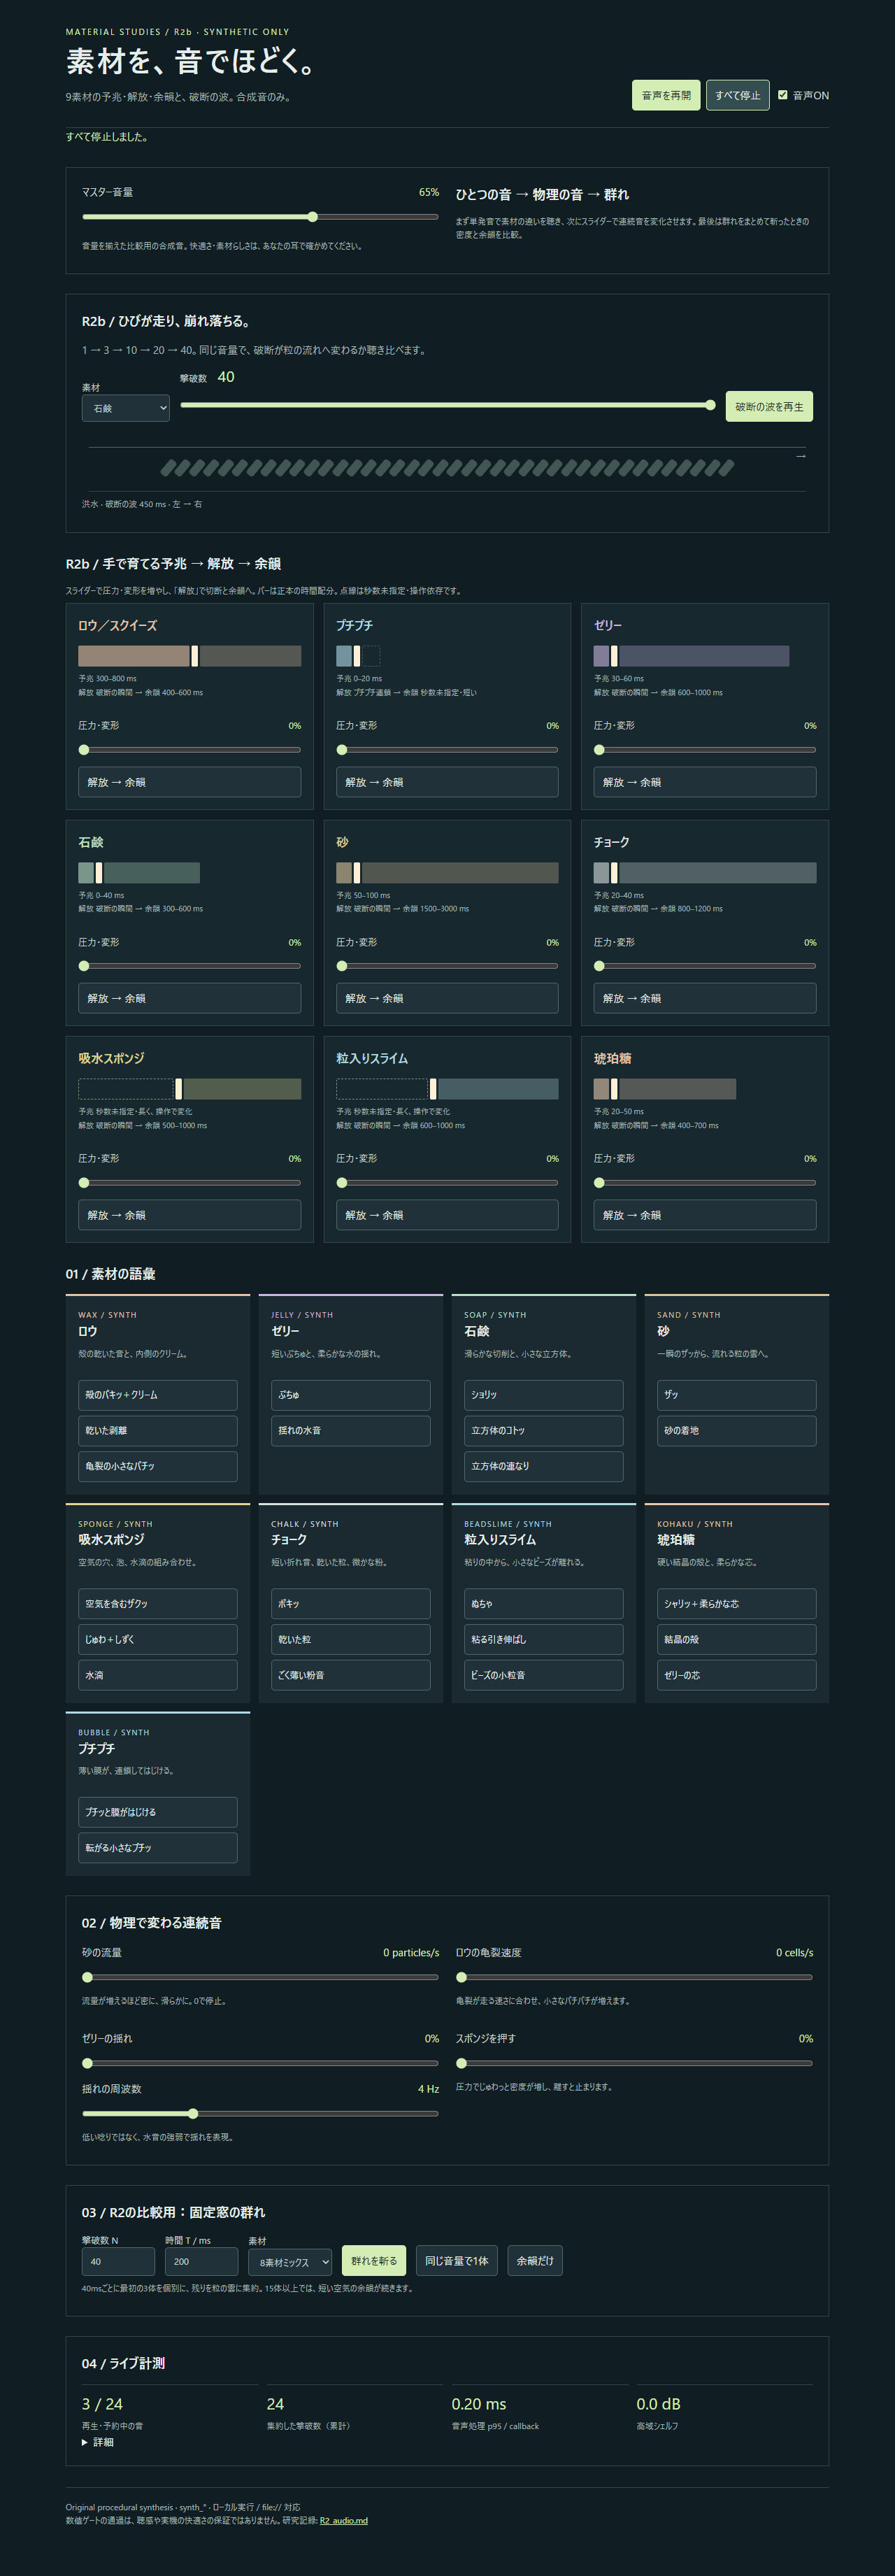 MATERIAL STUDIES / R2b · SYNTHETIC ONLY
素材を、音でほどく。
9素材の予兆・解放・余韻と、破断の波。合成音のみ。
音声を再開
すべて停止
音声ON
すべて停止しました。
マスター音量
65%
音量を揃えた比較用の合成音。快適さ・素材らしさは、あなたの耳で確かめてください。
ひとつの音 → 物理の音 → 群れ
まず単発音で素材の違いを聴き、次にスライダーで連続音を変化させます。最後は群れをまとめて斬ったときの
密度と余韻を比較。
R2b / ひびが走り、崩れ落ちる。
1 → 3 → 10 → 20 → 40。同じ音量で、破断が粒の流れへ変わるか聴き比べます。
素材
石鹸
撃破数 40
破断の波を再生
→
洪水 · 破断の波 450 ms · 左 → 右
R2b / 手で育てる予兆 → 解放 → 余韻
スライダーで圧力・変形を増やし、「解放」で切断と余韻へ。バーは正本の時間配分。点線は秒数未指定・操作依存です。
ロウ／スクイーズ
予兆 300–800 ms
解放 破断の瞬間 → 余韻 400–600 ms
圧力・変形
0%
解放 → 余韻
プチプチ
予兆 0–20 ms
解放 プチプチ連鎖 → 余韻 秒数未指定・短い
圧力・変形
0%
解放 → 余韻
ゼリー
予兆 30–60 ms
解放 破断の瞬間 → 余韻 600–1000 ms
圧力・変形
0%
解放 → 余韻
石鹸
予兆 0–40 ms
解放 破断の瞬間 → 余韻 300–600 ms
圧力・変形
0%
解放 → 余韻
砂
予兆 50–100 ms
解放 破断の瞬間 → 余韻 1500–3000 ms
圧力・変形
0%
解放 → 余韻
チョーク
予兆 20–40 ms
解放 破断の瞬間 → 余韻 800–1200 ms
圧力・変形
0%
解放 → 余韻
吸水スポンジ
予兆 秒数未指定・長く、操作で変化
解放 破断の瞬間 → 余韻 500–1000 ms
圧力・変形
0%
解放 → 余韻
粒入りスライム
予兆 秒数未指定・長く、操作で変化
解放 破断の瞬間 → 余韻 600–1000 ms
圧力・変形
0%
解放 → 余韻
琥珀糖
予兆 20–50 ms
解放 破断の瞬間 → 余韻 400–700 ms
圧力・変形
0%
解放 → 余韻
01 / 素材の語彙
WAX / SYNTH
ロウ
殻の乾いた音と、内側のクリーム。
殻のパキッ＋クリーム
乾いた剥離
亀裂の小さなパチッ
JELLY / SYNTH
ゼリー
短いぷちゅと、柔らかな水の揺れ。
ぷちゅ
揺れの水音
SOAP / SYNTH
石鹸
滑らかな切削と、小さな立方体。
ショリッ
立方体のコトッ
立方体の連なり
SAND / SYNTH
砂
一瞬のザッから、流れる粒の雲へ。
ザッ
砂の着地
SPONGE / SYNTH
吸水スポンジ
空気の穴、泡、水滴の組み合わせ。
空気を含むザクッ
じゅわ＋しずく
水滴
CHALK / SYNTH
チョーク
短い折れ音、乾いた粒、微かな粉。
ポキッ
乾いた粒
ごく薄い粉音
BEADSLIME / SYNTH
粒入りスライム
粘りの中から、小さなビーズが離れる。
ぬちゃ
粘る引き伸ばし
ビーズの小粒音
KOHAKU / SYNTH
琥珀糖
硬い結晶の殻と、柔らかな芯。
シャリッ＋柔らかな芯
結晶の殻
ゼリーの芯
BUBBLE / SYNTH
プチプチ
薄い膜が、連鎖してはじける。
プチッと膜がはじける
転がる小さなプチッ
02 / 物理で変わる連続音
砂の流量
0 particles/s
流量が増えるほど密に、滑らかに。0で停止。
ロウの亀裂速度
0 cells/s
亀裂が走る速さに合わせ、小さなパチパチが増えます。
ゼリーの揺れ
0%
揺れの周波数
4 Hz
低い唸りではなく、水音の強弱で揺れを表現。
スポンジを押す
0%
圧力でじゅわっと密度が増し、離すと止まります。
03 / R2の比較用：固定窓の群れ
撃破数 N
40
時間 T / ms
200
素材
8素材ミックス
群れを斬る
同じ音量で1体
余韻だけ
40msごとに最初の3体を個別に、残りを粒の雲に集約。15体以上では、短い空気の余韻が続きます。
04 / ライブ計測
3 / 24
再生・予約中の音
24
集約した撃破数（累計）
0.20 ms
音声処理 p95 / callback
0.0 dB
高域シェルフ
▶ 詳細
Original procedural synthesis · synth_* · ローカル実行 / file:// 対応
数値ゲートの通過は、聴感や実機の快適さの保証ではありません。研究記録: R2_audio.md